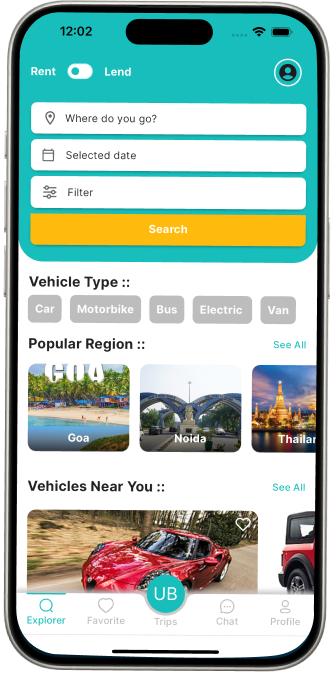 12:02
Rent Lend
Where do you go?
Selected date
Filter
Search
Vehicle Type ::
Car Motorbike Bus Electric Van
Popular Region ::
See All
GOA
Goa Noida Thailan
Vehicles Near You ::
See All
UB
Explorer Favorite Trips Chat Profile